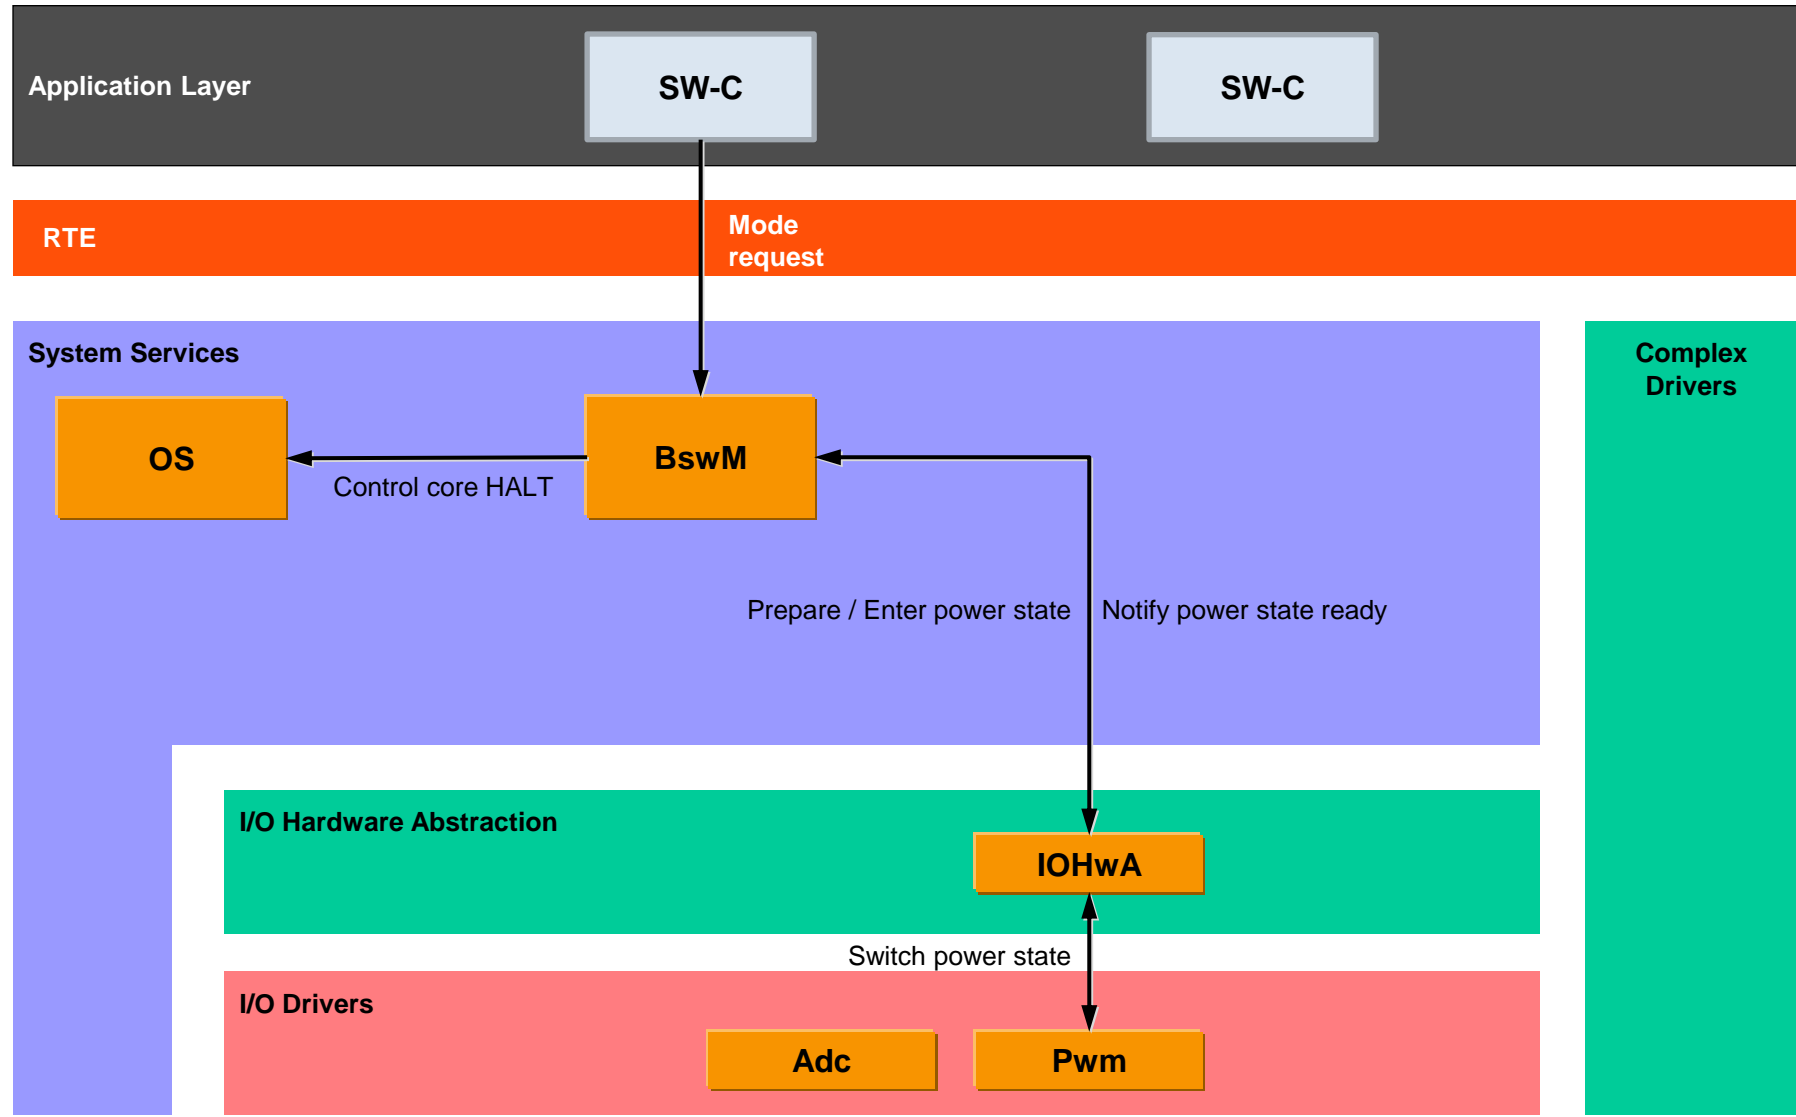 Application Layer
SW-C
SW-C
RTE
Mode
request
System Services
Complex
Drivers
OS
BswM
Control core HALT
Prepare / Enter power state
Notify power state ready
I/O Hardware Abstraction
IOHwA
Switch power state
I/O Drivers
Adc
Pwm